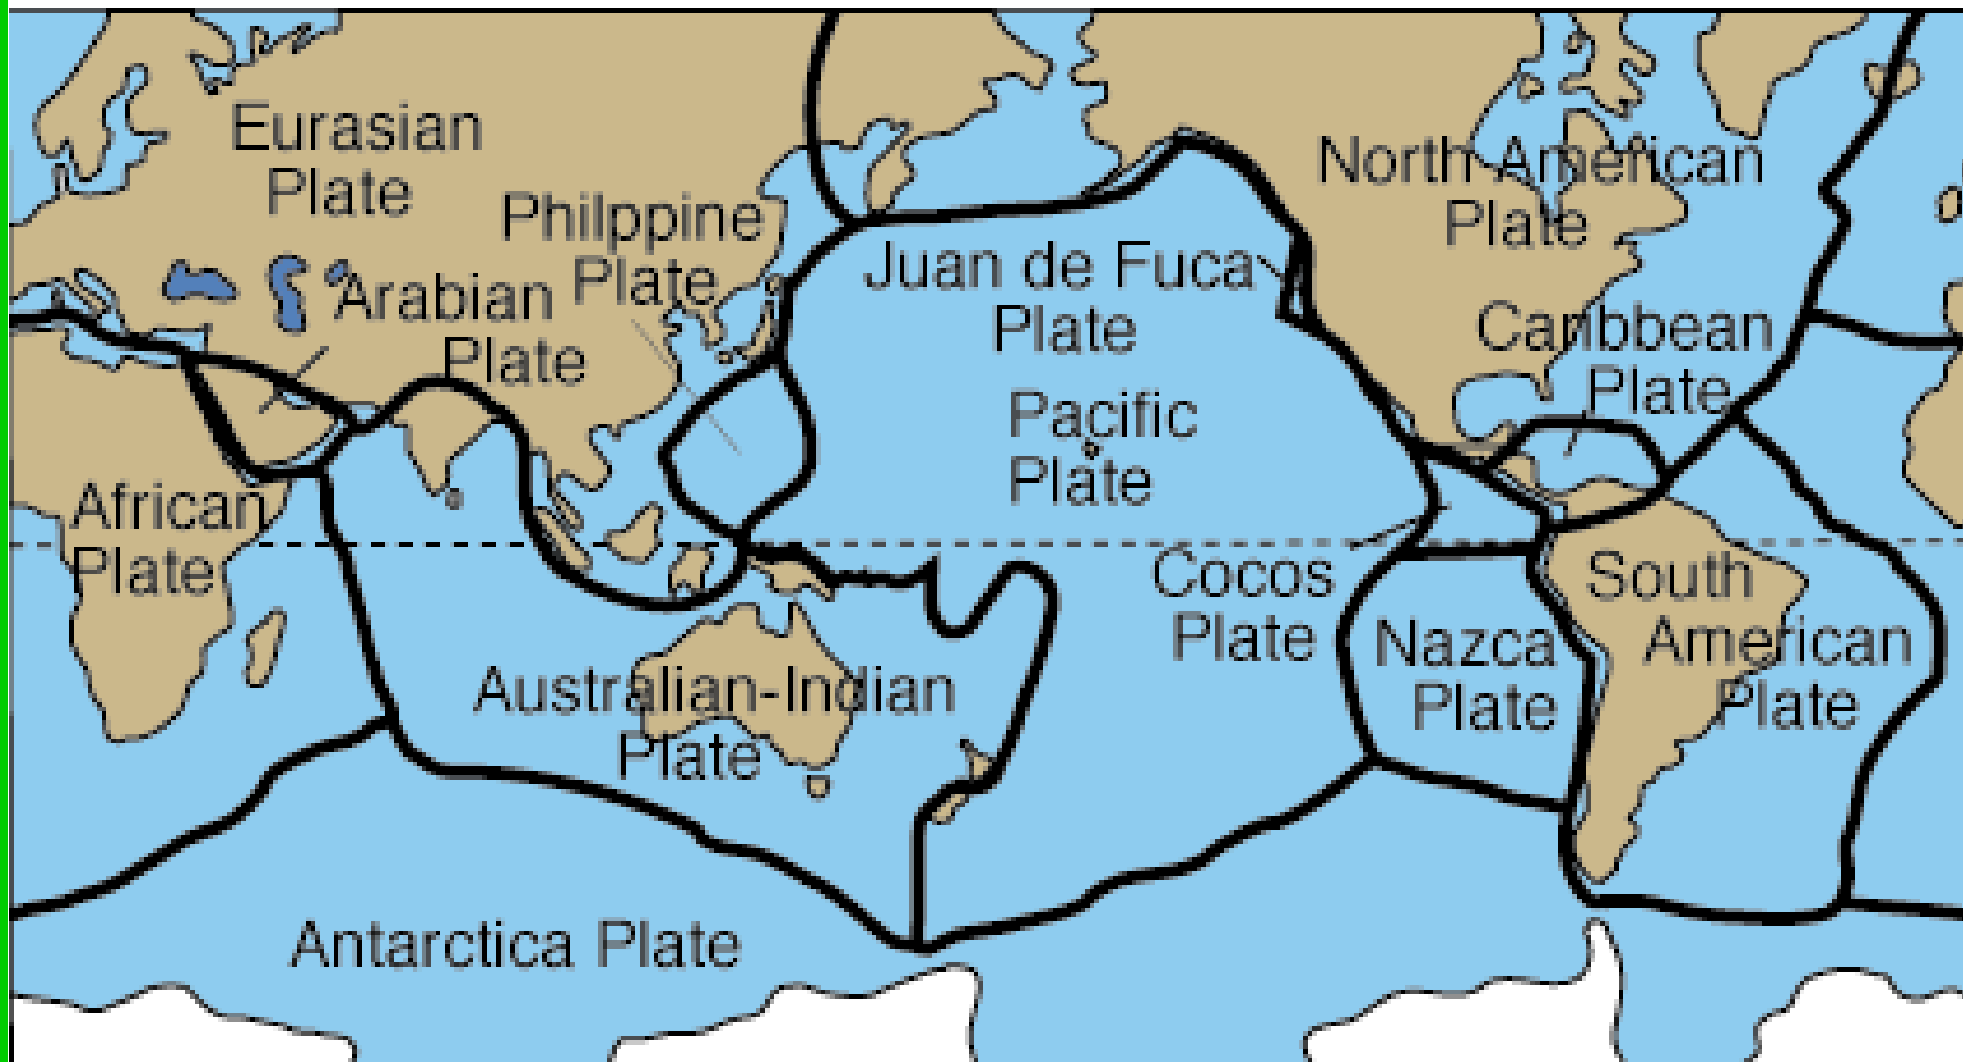 Eurasian
Plate
Philppine
Plate
Arabian
Plate
African
Plate
Australian-Indian
Plate
Antarctica Plate
Juan de Fuca
Plate
Pacific
Plate
North American
Plate
Caribbean
Plate
Cocos
Plate
Nazca
Plate
South
American
Plate